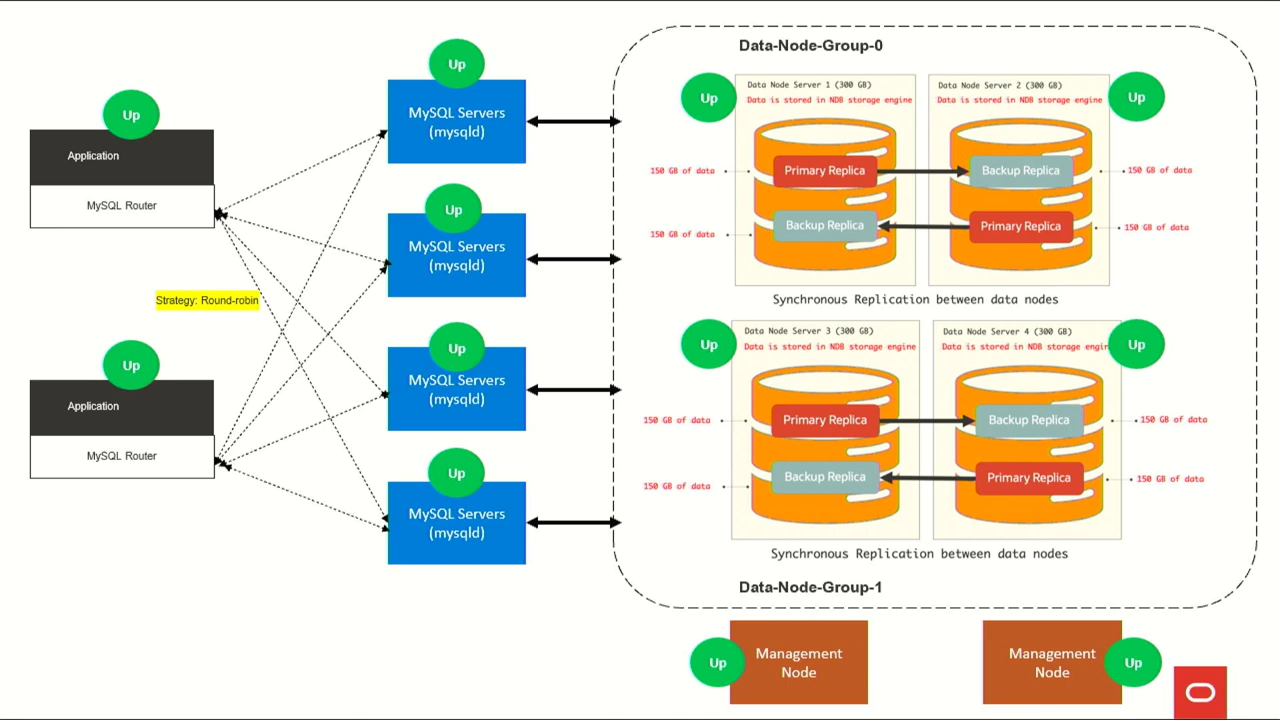 Data-Node-Group-0
Up
Up
Up
Up
Data Node Server 1 (300 GB)
Data is stored in NDB storage engine
Data Node Server 2 (300 GB)
Data is stored in NDB storage engine
MySQL Servers
(mysqld)
Application
MySQL Router
150 GB of data
Primary Replica
Backup Replica
150 GB of data
150 GB of data
Backup Replica
Primary Replica
150 GB of data
Up
MySQL Servers
(mysqld)
Strategy: Round-robin
Synchronous Replication between data nodes
Up
Up
Up
Up
Data Node Server 3 (300 GB)
Data is stored in NDB storage engine
Data Node Server 4 (300 GB)
Data is stored in NDB storage engin
MySQL Servers
(mysqld)
Application
MySQL Router
150 GB of data
Primary Replica
Backup Replica
150 GB of data
150 GB of data
Backup Replica
Primary Replica
150 GB of data
Up
MySQL Servers
(mysqld)
Synchronous Replication between data nodes
Data-Node-Group-1
Up
Management
Node
Management
Node
Up